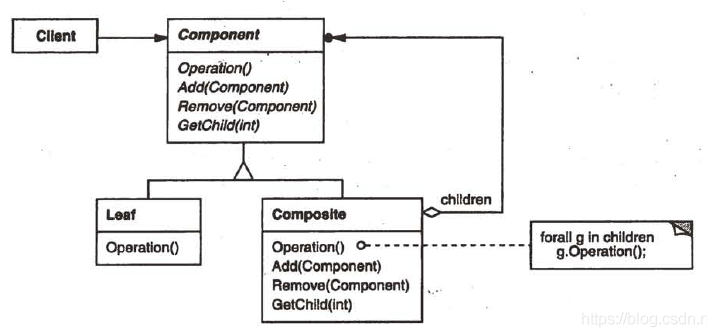 Client
Component
Operation()
Add(Component)
Remove(Component)
GetChild(int)
children
Leaf
Operation()
Composite
Operation()
Add(Component)
Remove(Component)
GetChild(int)
forall g in children
g.Operation();
https://blog.csdn.r